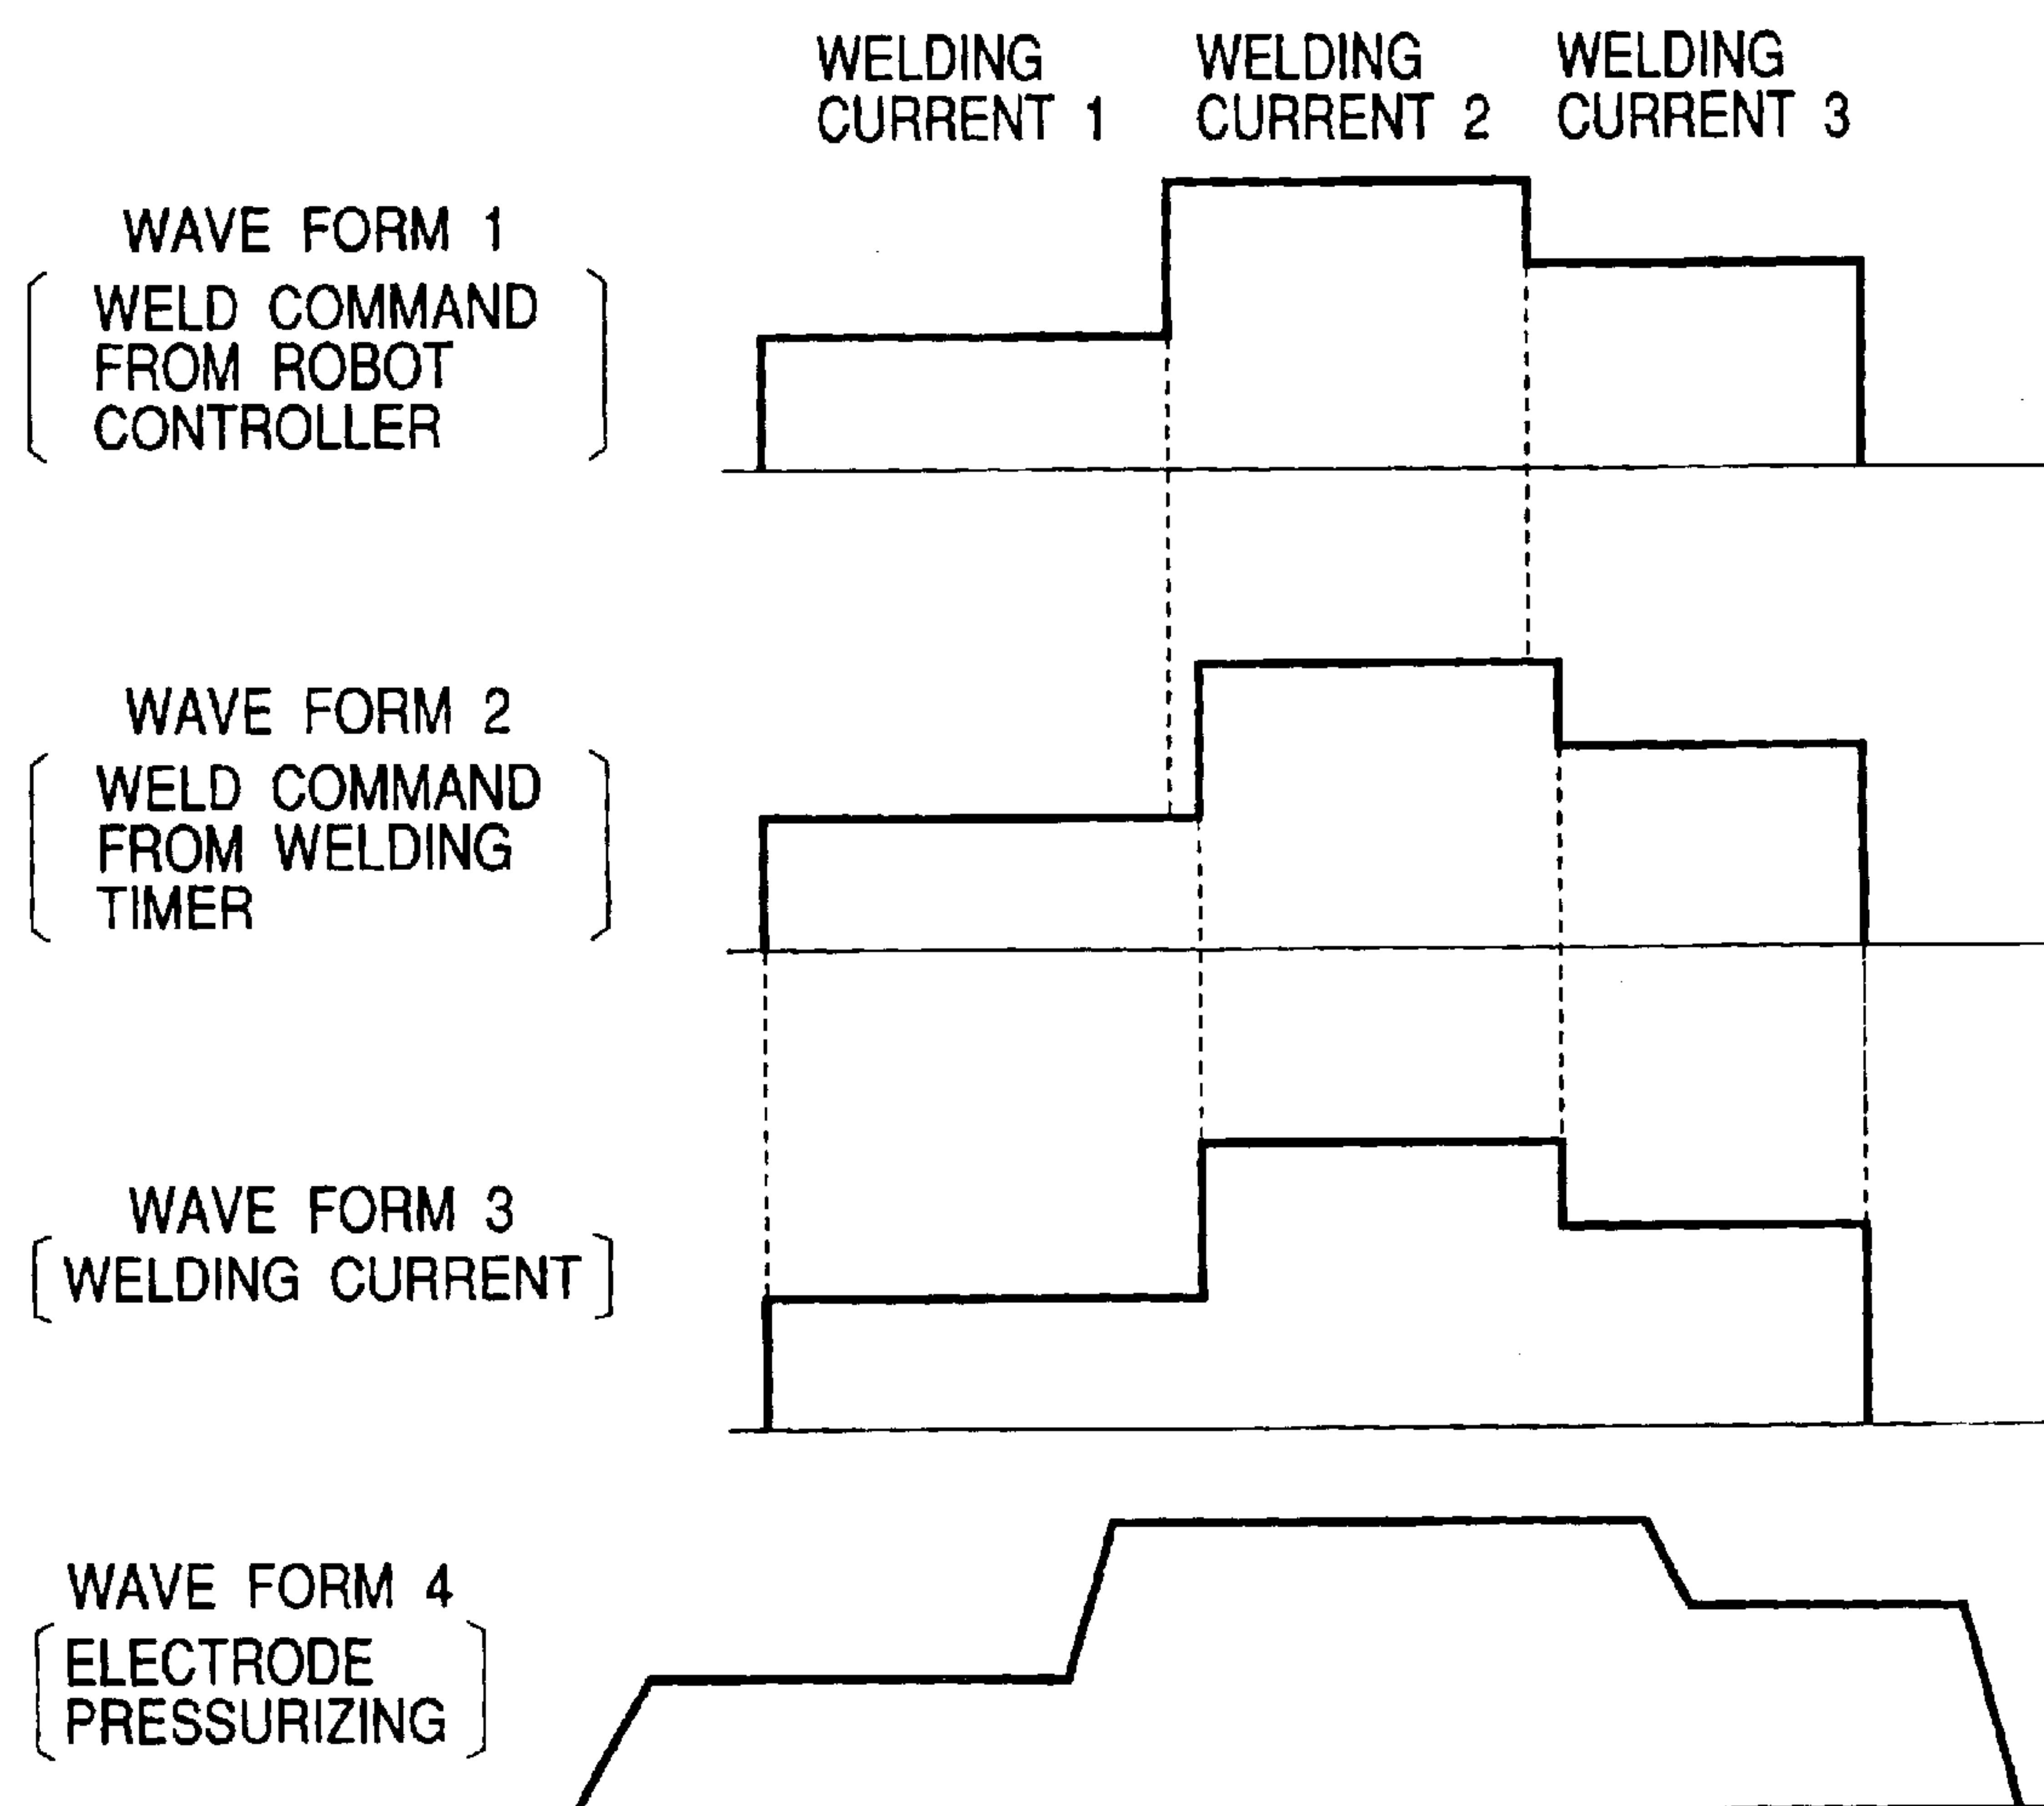 WELDING CURRENT 1
WELDING CURRENT 2
WELDING CURRENT 3
WAVE FORM 1
WELD COMMAND
FROM ROBOT
CONTROLLER
WAVE FORM 2
WELD COMMAND
FROM WELDING
TIMER
WAVE FORM 3
WELDING CURRENT
WAVE FORM 4
ELECTRODE
PRESSURIZING